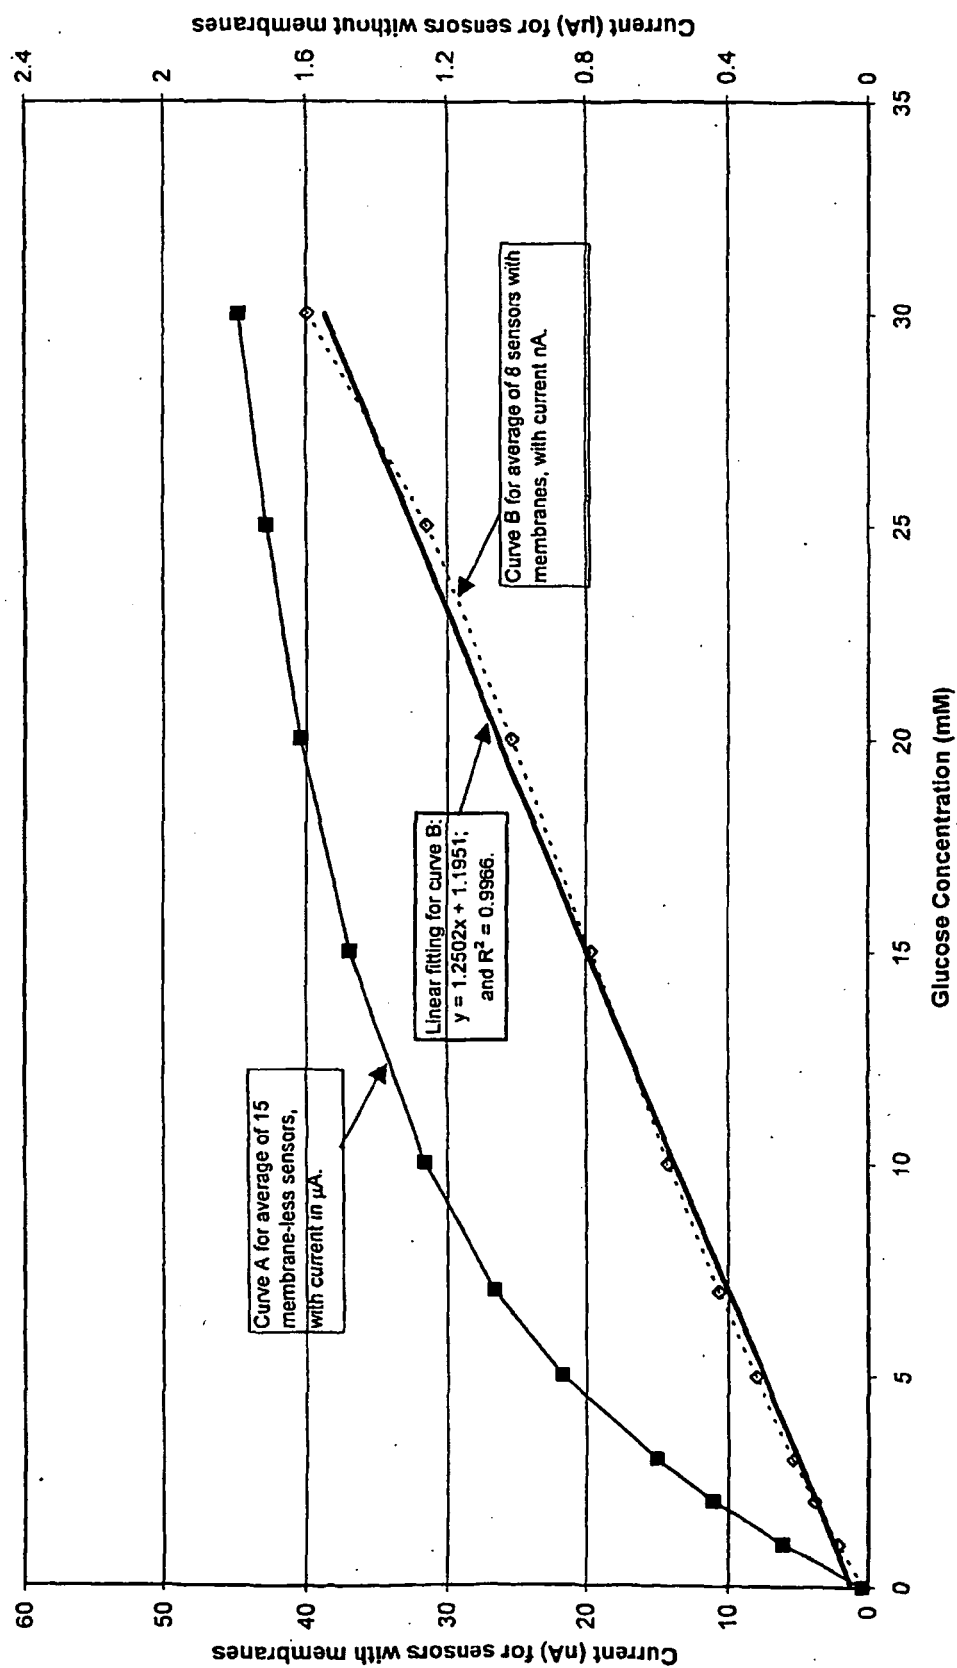 Current (µA) for sensors without membranes
2.4
2
1.6
1.2
0.8
0.4
0
Curve A for average of 15
membrane-less sensors,
with current in µA.
Linear fitting for curve B:
y = 1.2502x + 1.1951;
and R² = 0.9966.
Curve B for average of 8 sensors with
membranes, with current nA.
60
50
40
30
20
10
0
Current (nA) for sensors with membranes
0
5
10
15
20
25
30
35
Glucose Concentration (mM)